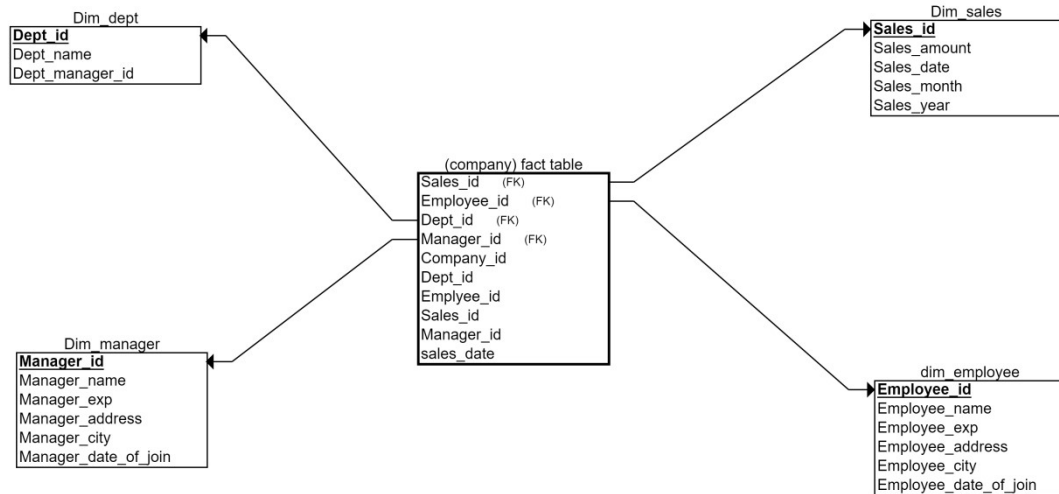 Dim_dept
Dept_id
Dept_name
Dept_manager_id
Dim_sales
Sales_id
Sales_amount
Sales_date
Sales_month
Sales_year
(company) fact table
Sales_id (FK)
Employee_id (FK)
Dept_id (FK)
Manager_id (FK)
Company_id
Dept_id
Emplyee_id
Sales_id
Manager_id
sales_date
Dim_manager
Manager_id
Manager_name
Manager_exp
Manager_address
Manager_city
Manager_date_of_join
dim_employee
Employee_id
Employee_name
Employee_exp
Employee_address
Employee_city
Employee_date_of_join